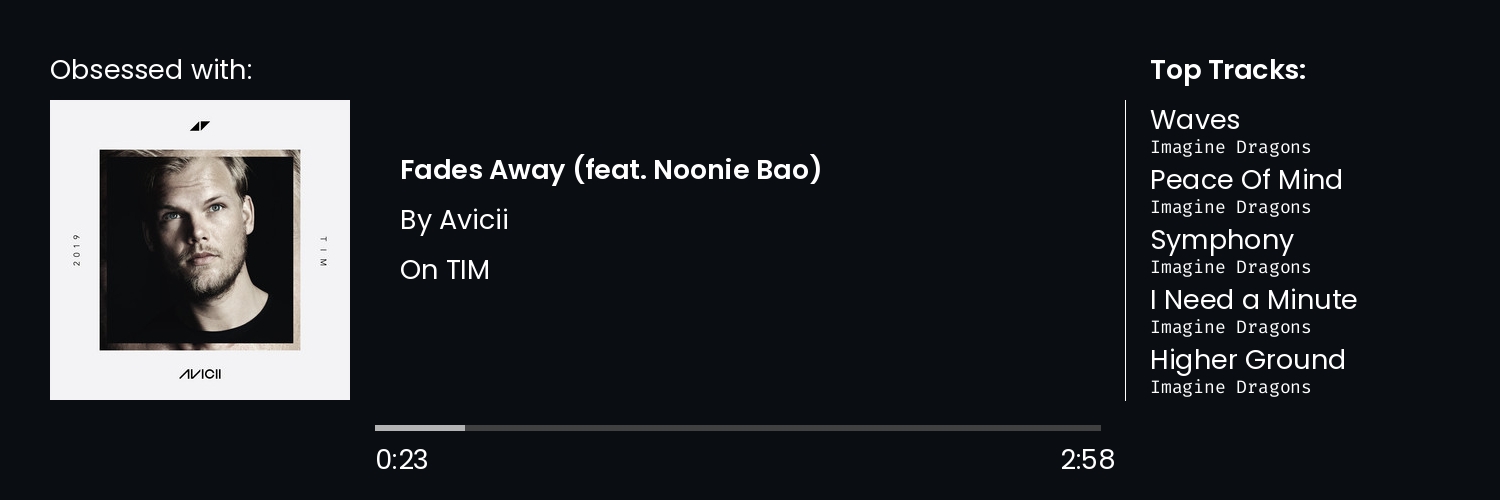 Obsessed with:
2019
TIM
AVICII
Fades Away (feat. Noonie Bao)
By Avicii
On TIM
0:23
2:58
Top Tracks:
Waves
Imagine Dragons
Peace Of Mind
Imagine Dragons
Symphony
Imagine Dragons
I Need a Minute
Imagine Dragons
Higher Ground
Imagine Dragons